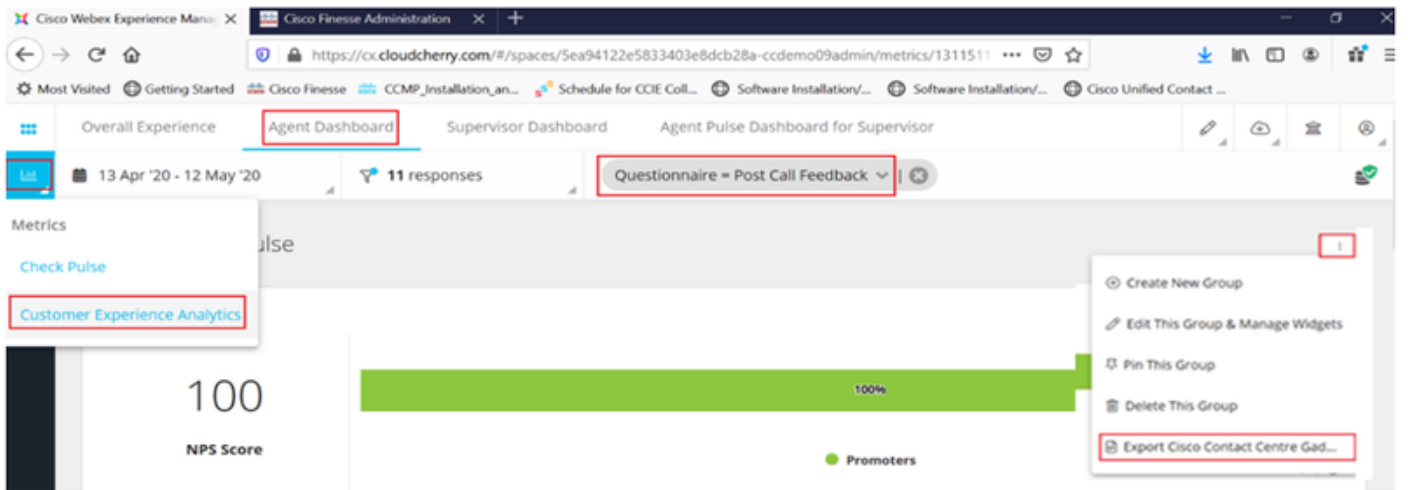 Cisco Webex Experience Mana
Cisco Finesse Administration
https://cx.cloudcherry.com/#/spaces/5ea94122e5833403e8dcb28a-ccdemo09admin/metrics/1311511
Most Visited
Getting Started
Cisco Finesse
CCMP_Installation_an...
Schedule for CCIE Coll...
Software Installation/...
Software Installation/...
Cisco Unified Contact ...
Overall Experience
Agent Dashboard
Supervisor Dashboard
Agent Pulse Dashboard for Supervisor
13 Apr '20 - 12 May '20
11 responses
Questionnaire = Post Call Feedback
Metrics
ulse
Check Pulse
Customer Experience Analytics
Create New Group
Edit This Group & Manage Widgets
Pin This Group
Delete This Group
Export Cisco Contact Centre Gad...
100
NPS Score
100%
Promoters